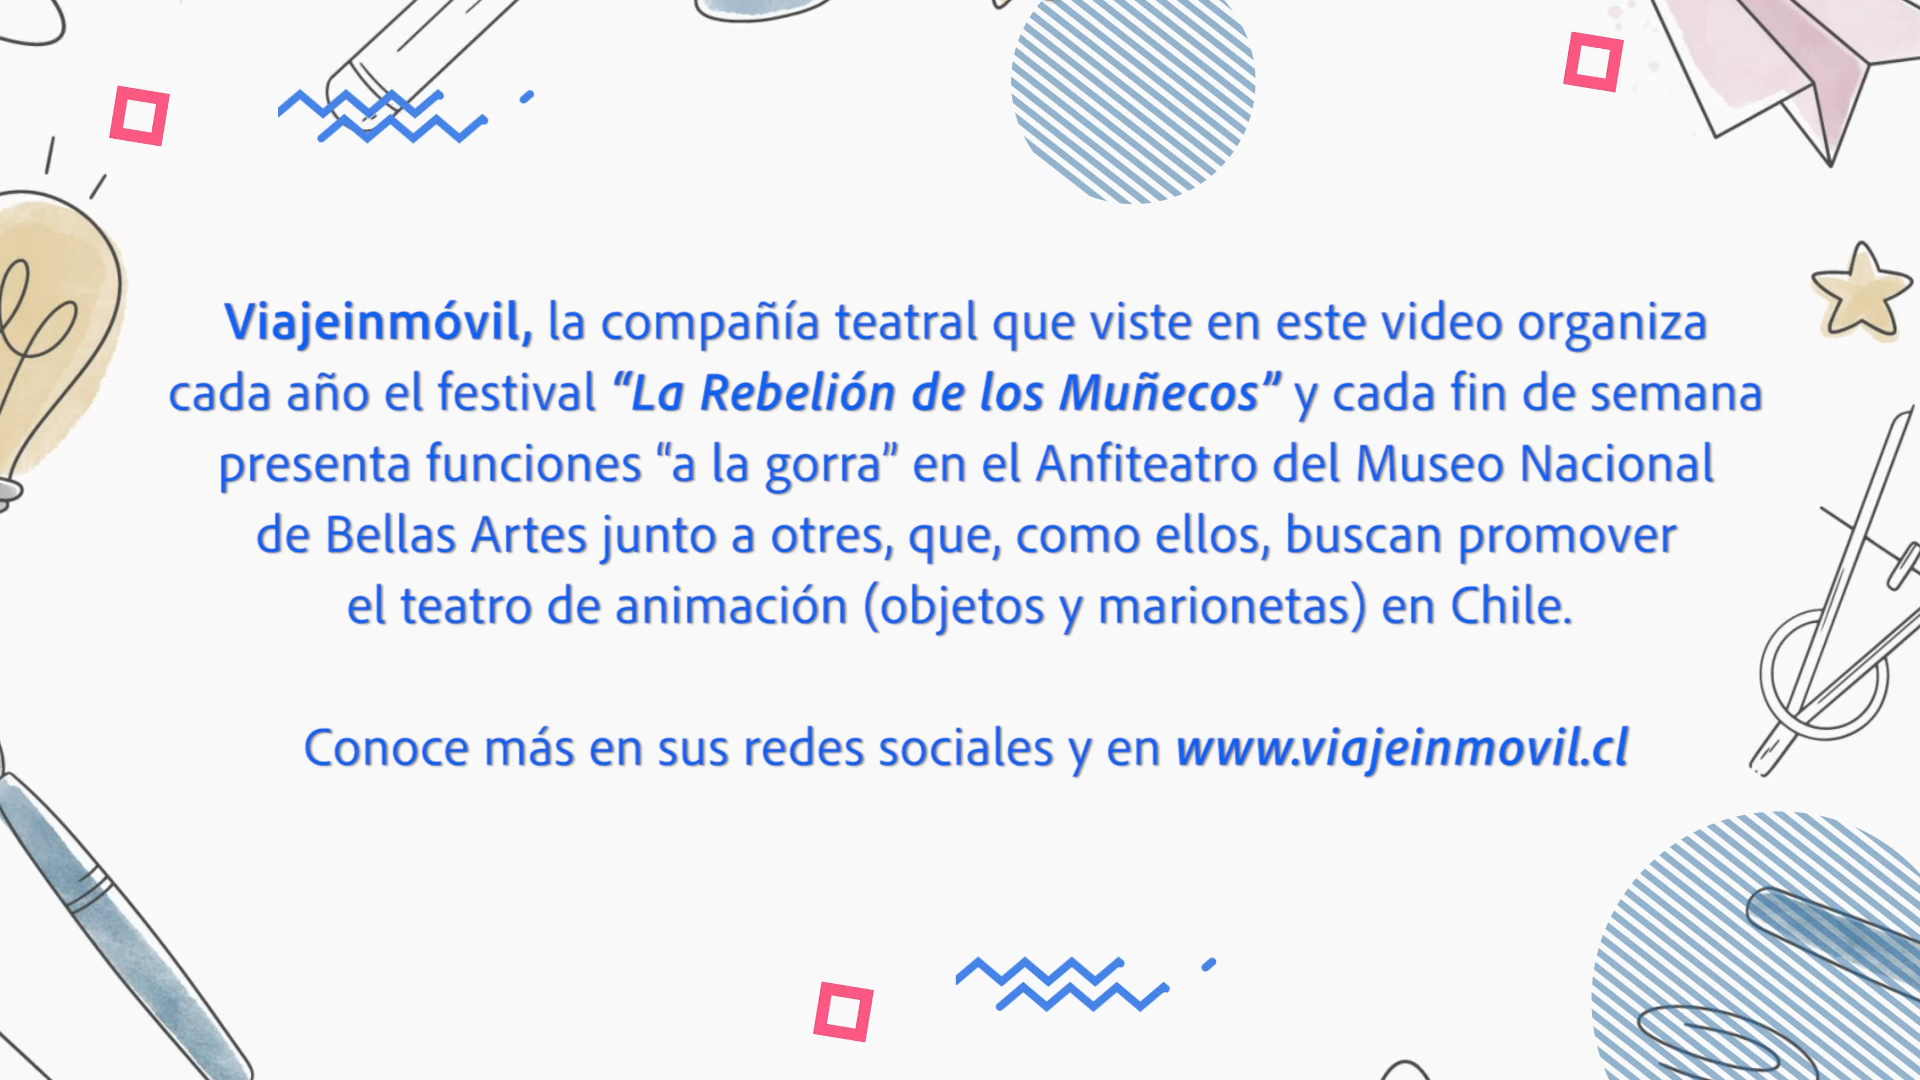 Viajeinmóvil, la compañía teatral que viste en este video organiza
cada año el festival “La Rebelión de los Muñecos” y cada fin de semana
presenta funciones “a la gorra” en el Anfiteatro del Museo Nacional
de Bellas Artes junto a otres, que, como ellos, buscan promover
el teatro de animación (objetos y marionetas) en Chile.
Conoce más en sus redes sociales y en www.viajeinmovil.cl